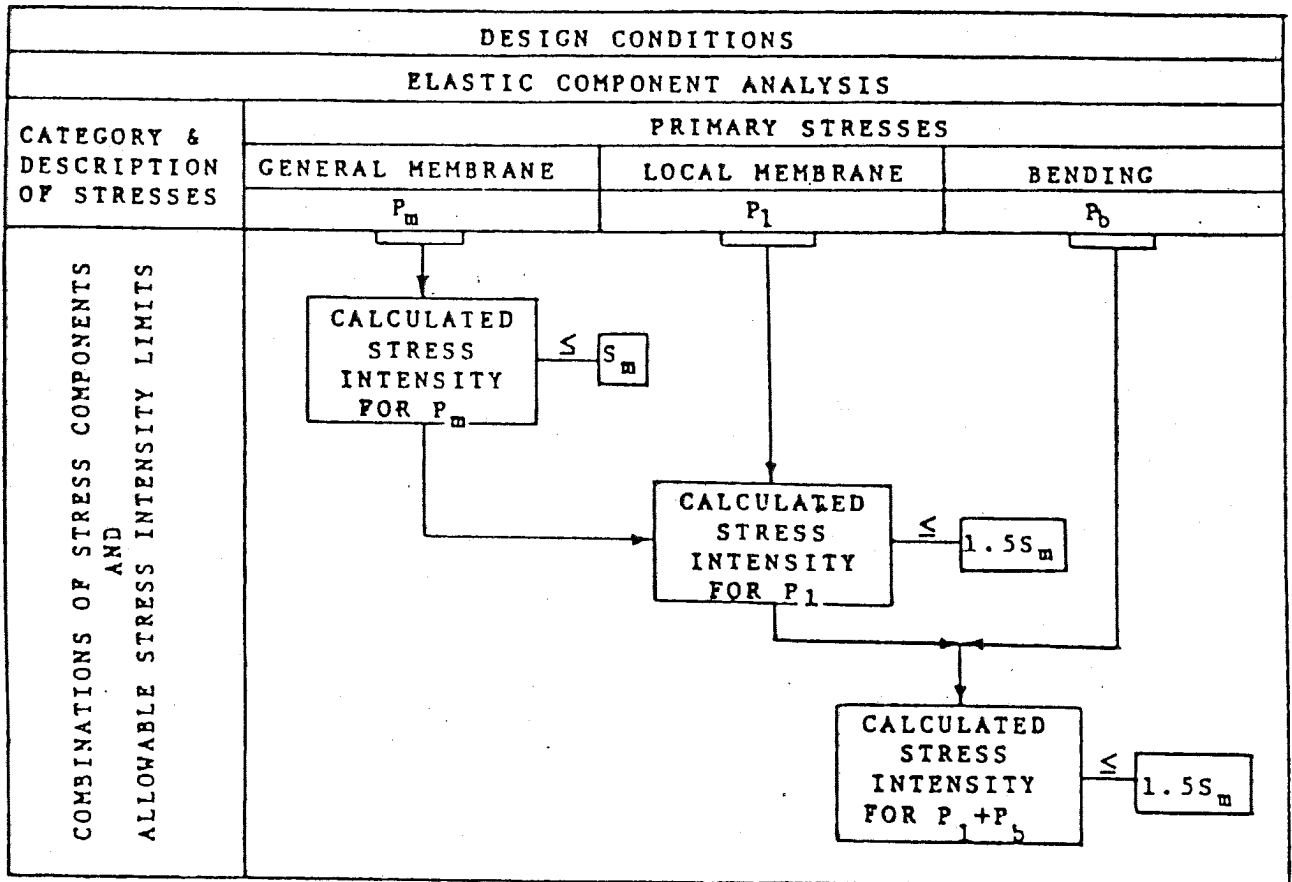 DESIGN CONDITIONS
ELASTIC COMPONENT ANALYSIS
CATEGORY &
DESCRIPTION
OF STRESSES
PRIMARY STRESSES
GENERAL MEMBRANE
LOCAL MEMBRANE
BENDING
Pm
Pl
Pb
COMBINATIONS OF STRESS COMPONENTS
AND
ALLOWABLE STRESS INTENSITY LIMITS
CALCULATED
STRESS
INTENSITY
FOR Pm
≤
Sm
CALCULATED
STRESS
INTENSITY
FOR Pl
≤
1.5Sm
CALCULATED
STRESS
INTENSITY
FOR Pl+Pb
≤
1.5Sm